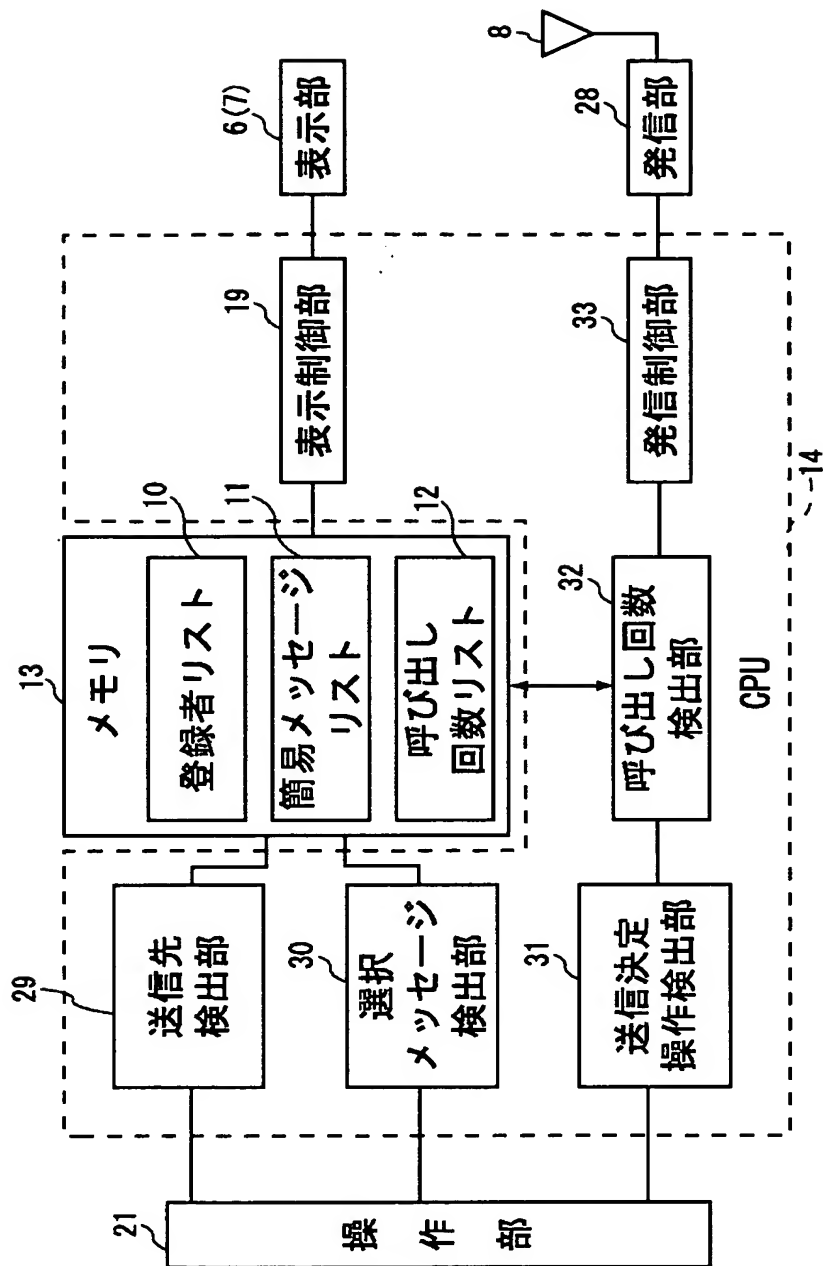 21
操作部
29
送信先
検出部
30
選択
メッセージ
検出部
31
送信決定
操作検出部
13
メモリ
10
登録者リスト
11
簡易メッセージ
リスト
12
呼び出し
回数リスト
32
呼び出し回数
検出部
CPU
14
19
表示制御部
33
発信制御部
6(7)
表示部
28
発信部
8